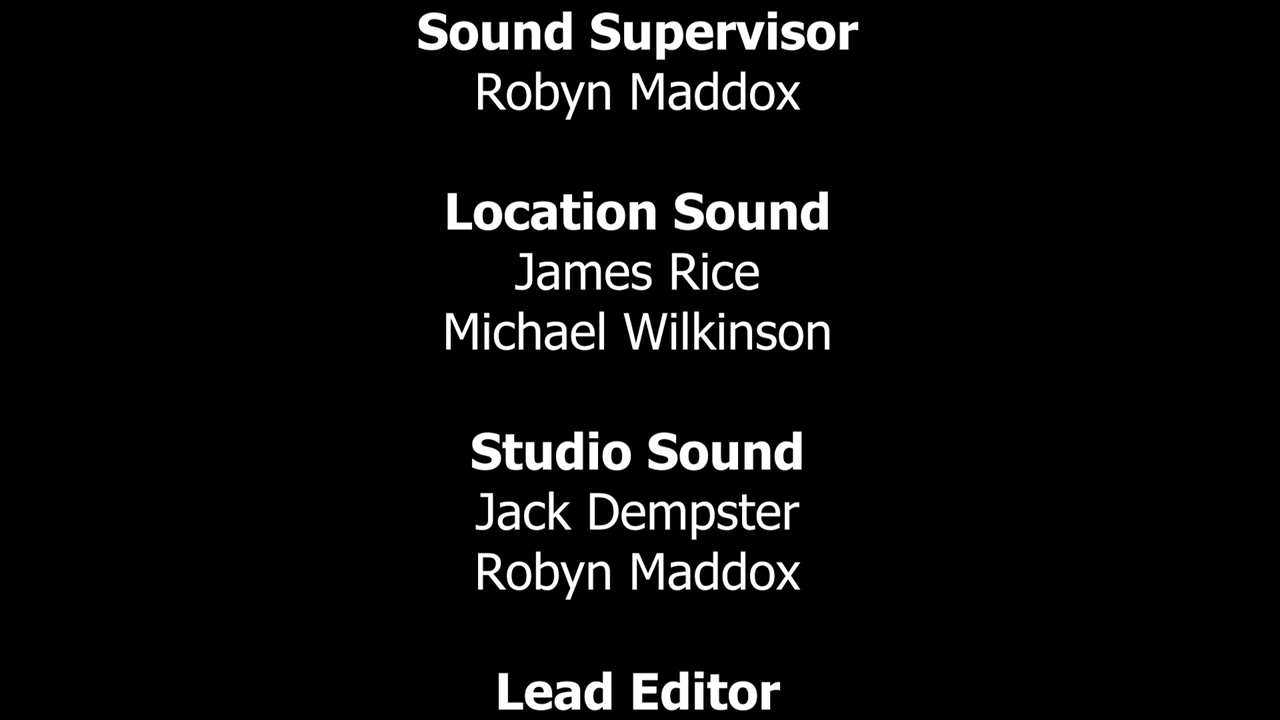 Sound Supervisor
Robyn Maddox
Location Sound
James Rice
Michael Wilkinson
Studio Sound
Jack Dempster
Robyn Maddox
Lead Editor